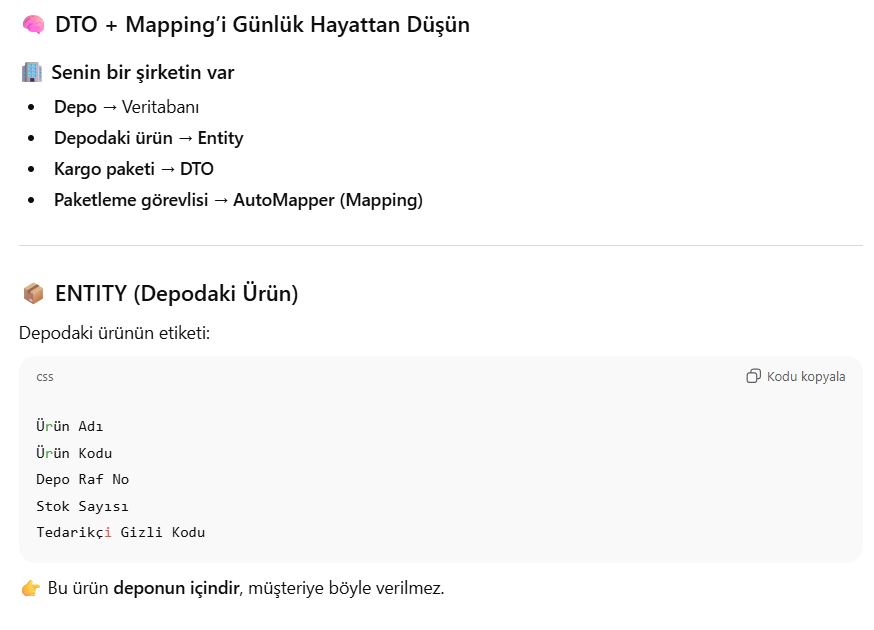 🧠 DTO + Mapping’i Günlük Hayattan Düşün
🏢 Senin bir şirketin var
• Depo → Veritabanı
• Depodaki ürün → Entity
• Kargo paketi → DTO
• Paketleme görevlisi → AutoMapper (Mapping)
📦 ENTITY (Depodaki Ürün)
Depodaki ürünün etiketi:
css
Kodu kopyala
Ürün Adı
Ürün Kodu
Depo Raf No
Stok Sayısı
Tedarikçi Gizli Kodu
👉 Bu ürün deponun içindir, müşteriye böyle verilmez.